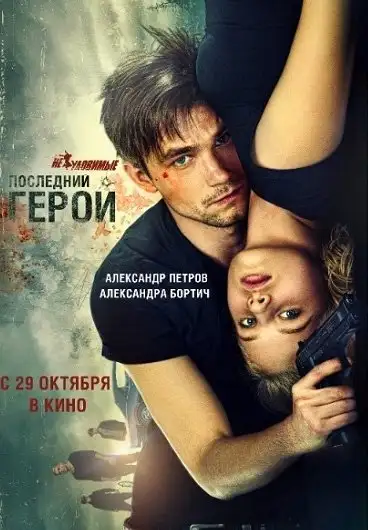 НЕУЛОВИМЫЕ
ПОСЛЕДНИЙ
ГЕРОЙ
АЛЕКСАНДР ПЕТРОВ
АЛЕКСАНДРА БОРТИЧ
С 29 ОКТЯБРЯ
В КИНО